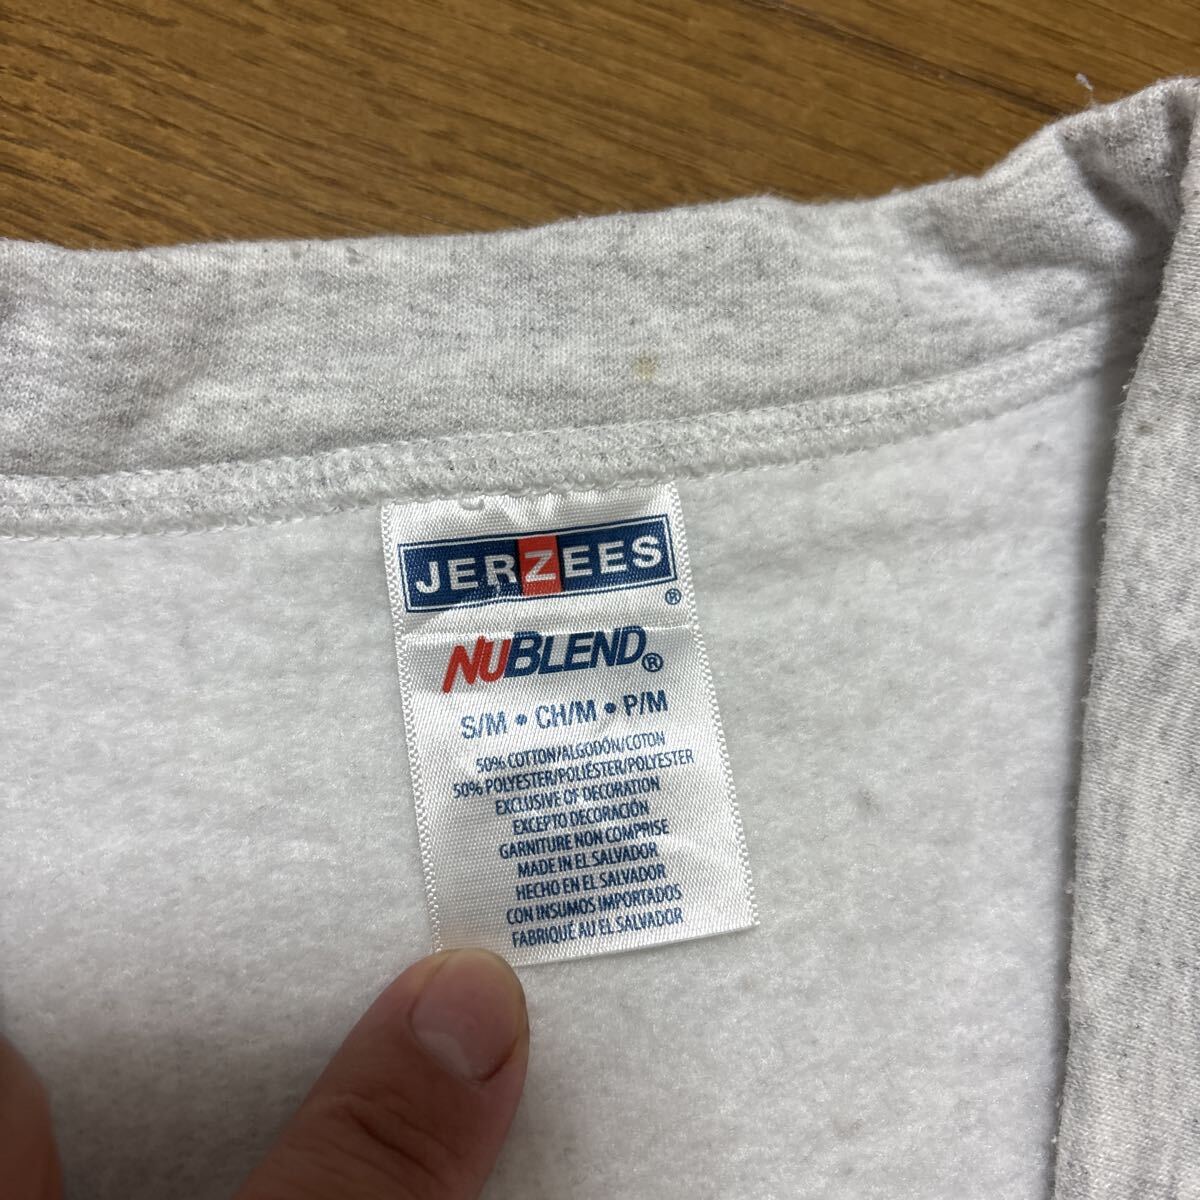 JERZEES®
NUBLEND®
S/M • CH/M • P/M
50% COTTON/ALGODÓN/COTON
50% POLYESTER/POLIÉSTER/POLYESTER
EXCLUSIVE OF DECORATION
EXCEPTO DECORACIÓN
GARNITURE NON COMPRISE
MADE IN EL SALVADOR
HECHO EN EL SALVADOR
CON INSUMOS IMPORTADOS
FABRIQUÉ AU EL SALVADOR